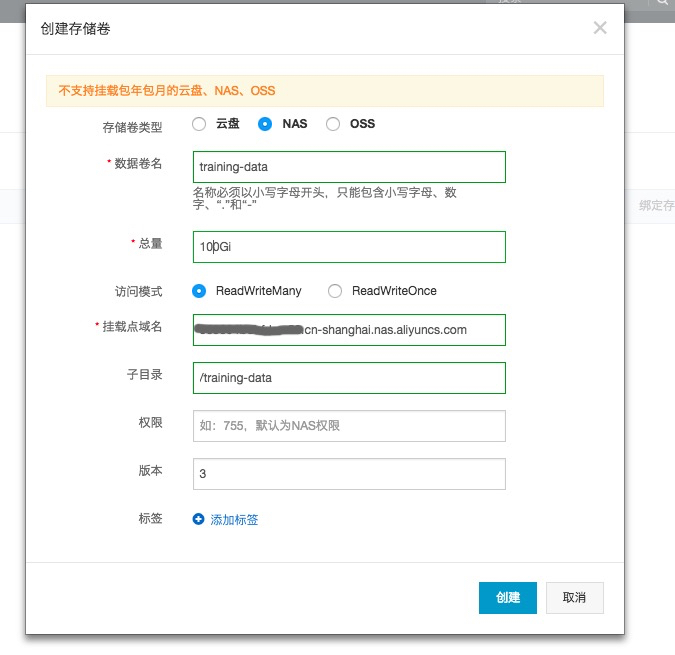 创建存储卷
不支持挂载包年包月的云盘、NAS、OSS
存储卷类型 云盘 NAS OSS
* 数据卷名 training-data
名称必须以小写字母开头，只能包含小写字母、数
字、“.”和“-”
* 总量 100Gi
访问模式 ReadWriteMany ReadWriteOnce
* 挂载点域名 cn-shanghai.nas.aliyuncs.com
绑定存
子目录 /training-data
权限 如：755，默认为NAS权限
版本 3
标签 添加标签
创建 取消